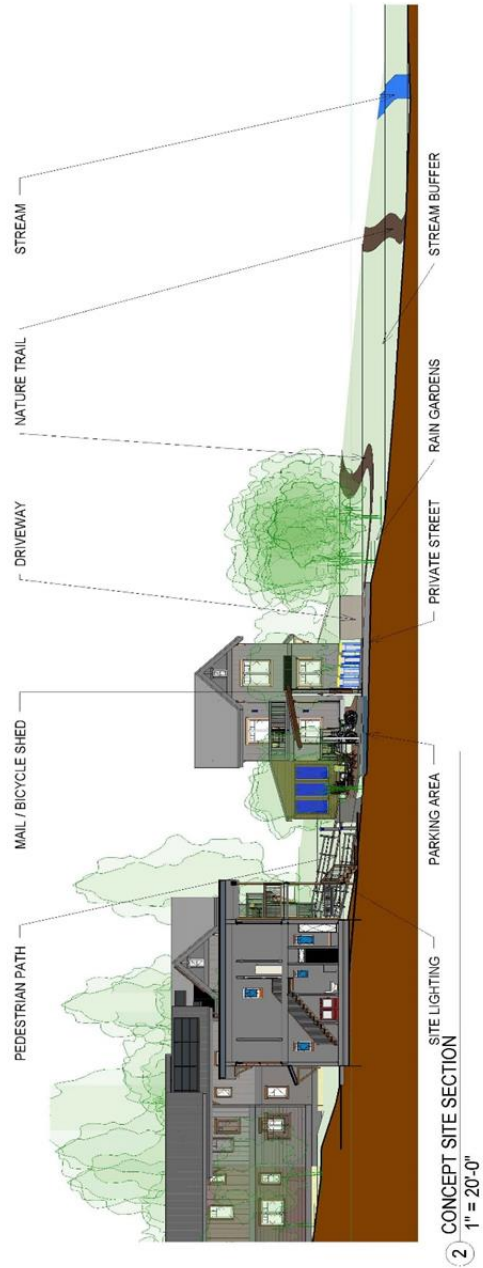 PEDESTRIAN PATH
MAIL / BICYCLE SHED
DRIVEWAY
NATURE TRAIL
STREAM
SITE LIGHTING
PARKING AREA
PRIVATE STREET
RAIN GARDENS
STREAM BUFFER
2
CONCEPT SITE SECTION
1" = 20'-0"